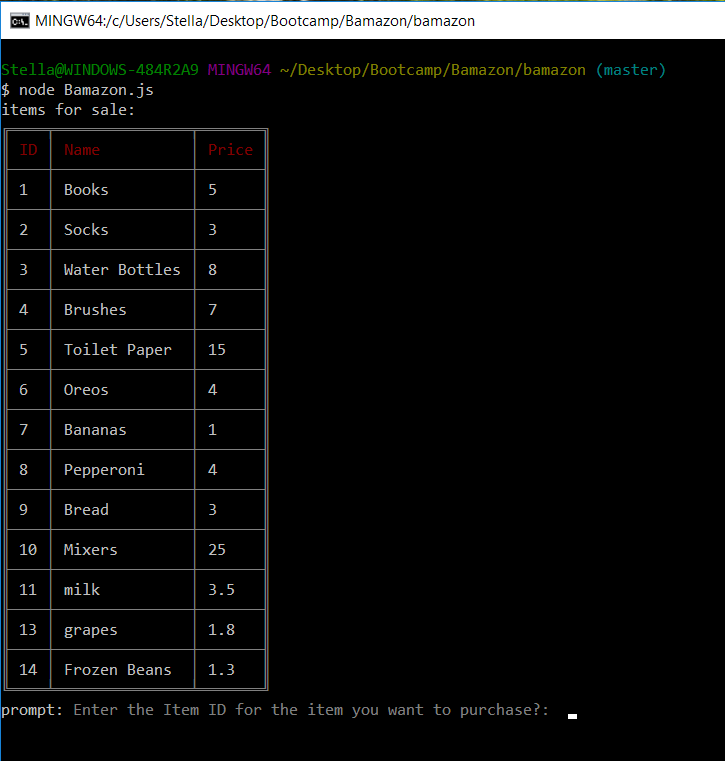 MINGW64:/c/Users/Stella/Desktop/Bootcamp/Bamazon/bamazon
Stella@WINDOWS-484R2A9 MINGW64 ~/Desktop/Bootcamp/Bamazon/bamazon (master)
$ node Bamazon.js
items for sale:
ID Name Price
1 Books 5
2 Socks 3
3 Water Bottles 8
4 Brushes 7
5 Toilet Paper 15
6 Oreos 4
7 Bananas 1
8 Pepperoni 4
9 Bread 3
10 Mixers 25
11 milk 3.5
13 grapes 1.8
14 Frozen Beans 1.3
prompt: Enter the Item ID for the item you want to purchase?: